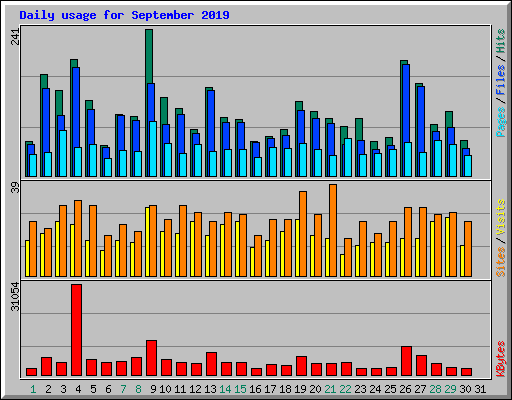 Daily usage for September 2019
241
Pages/Files/Hits
39
Sites/Visits
31054
KBytes
1 2 3 4 5 6 7 8 9 10 11 12 13 14 15 16 17 18 19 20 21 22 23 24 25 26 27 28 29 30 31